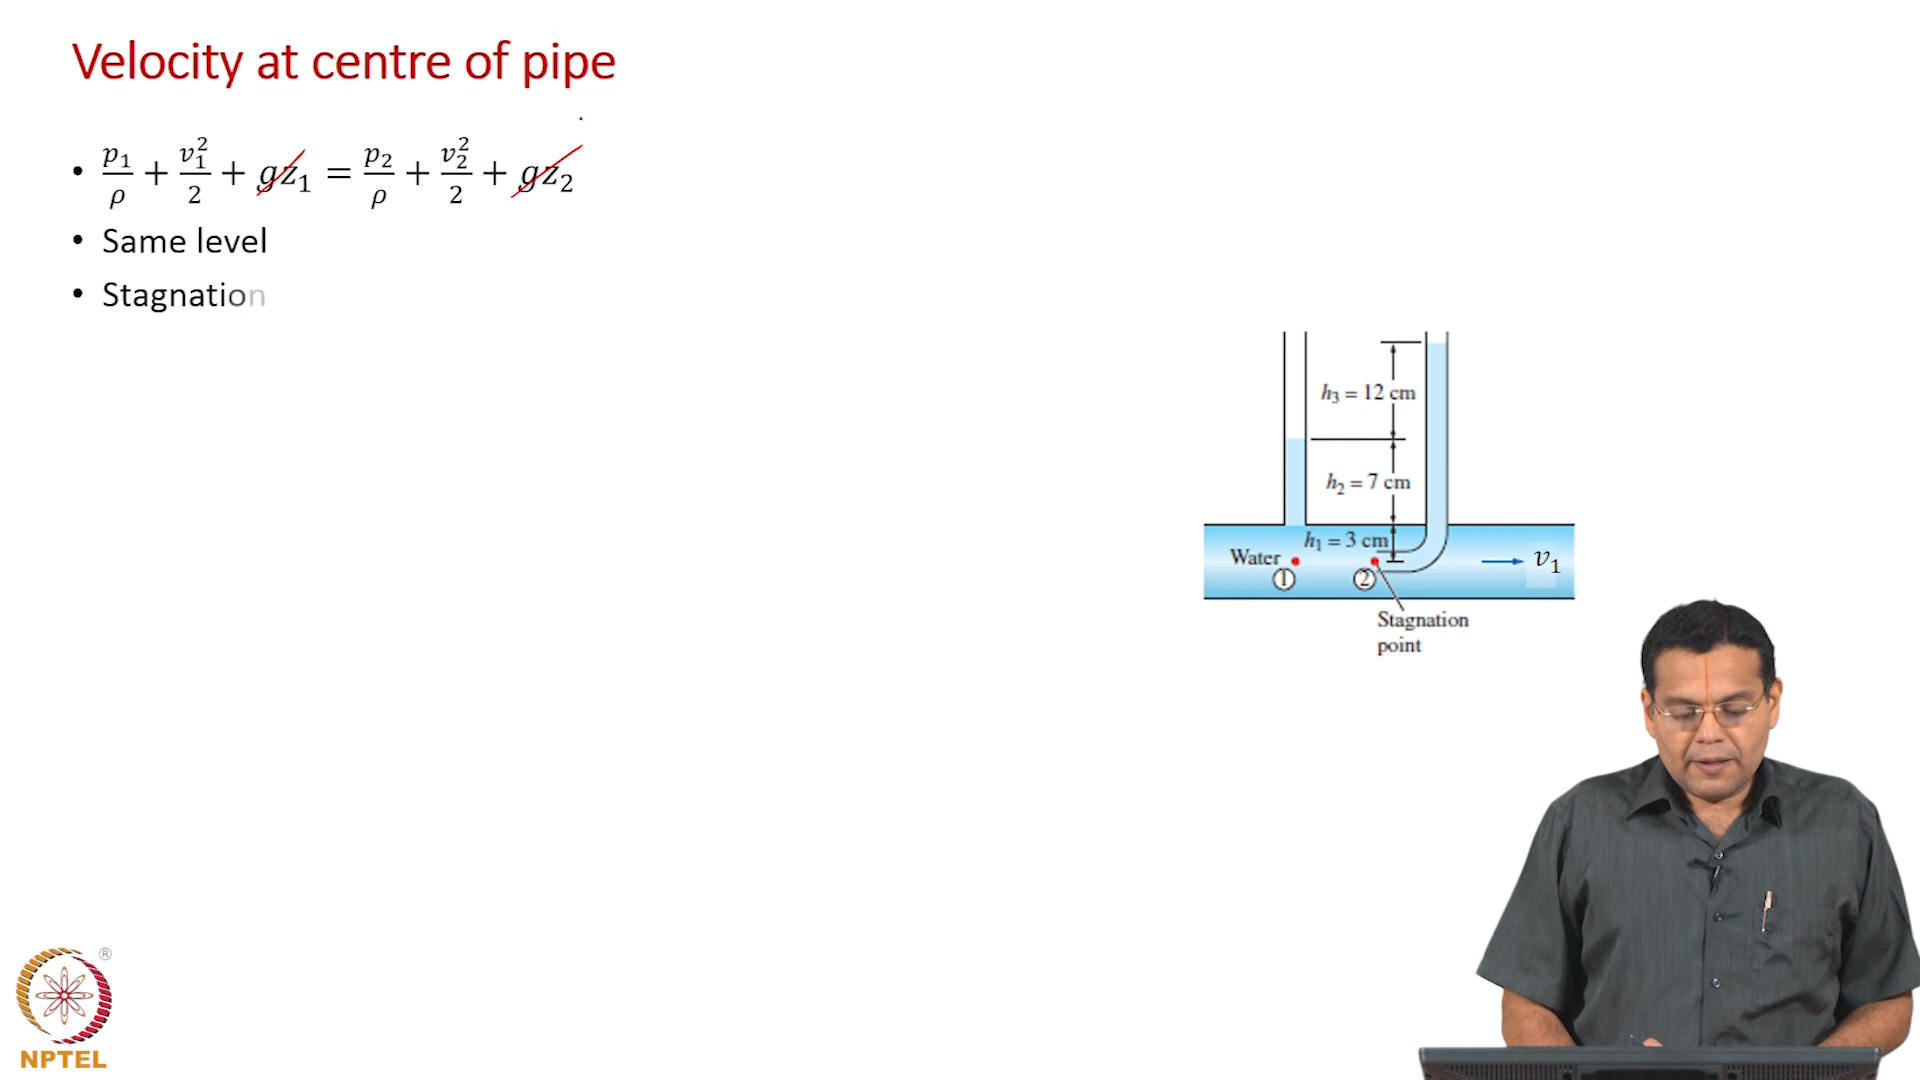 Velocity at centre of pipe
• p₁/ρ + v₁²/2 + gz₁ = p₂/ρ + v₂²/2 + gz₂
• Same level
• Stagnation
h₃ = 12 cm
h₂ = 7 cm
h₁ = 3 cm
Water
① ②
v₁
Stagnation
point
®
NPTEL